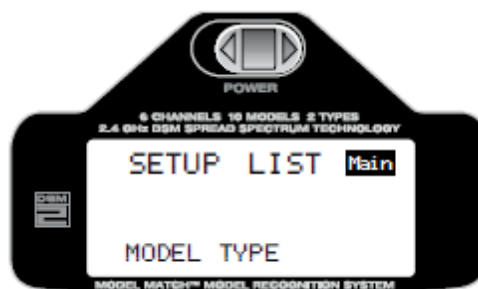 POWER
6 CHANNELS 10 MODELS 2 TYPES
2.4 GHz DSM SPREAD SPECTRUM TECHNOLOGY
SETUP LIST Main
DSM
2
MODEL TYPE
MODEL MATCH™ MODEL RECOGNITION SYSTEM